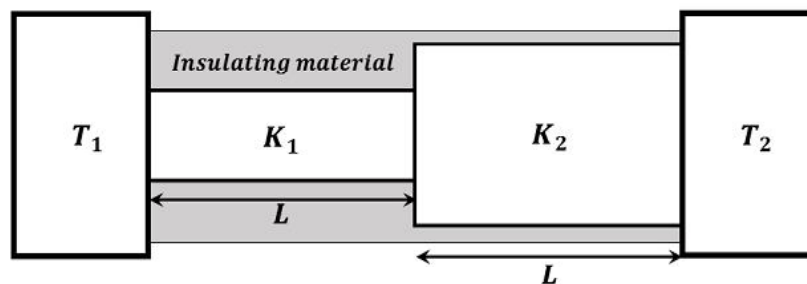 Insulating material
T₁
K₁
K₂
T₂
L
L